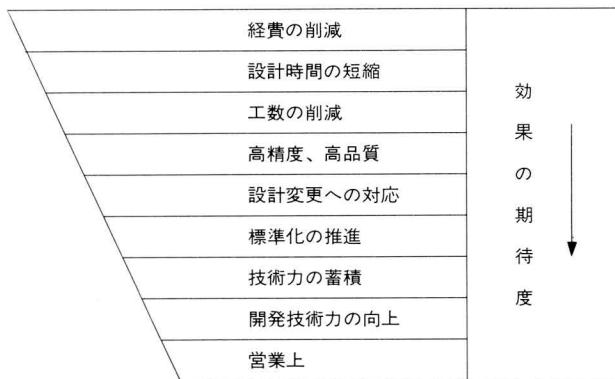 経費の削減
設計時間の短縮
工数の削減
高精度、高品質
設計変更への対応
標準化の推進
技術力の蓄積
開発技術力の向上
営業上
効果の期待度